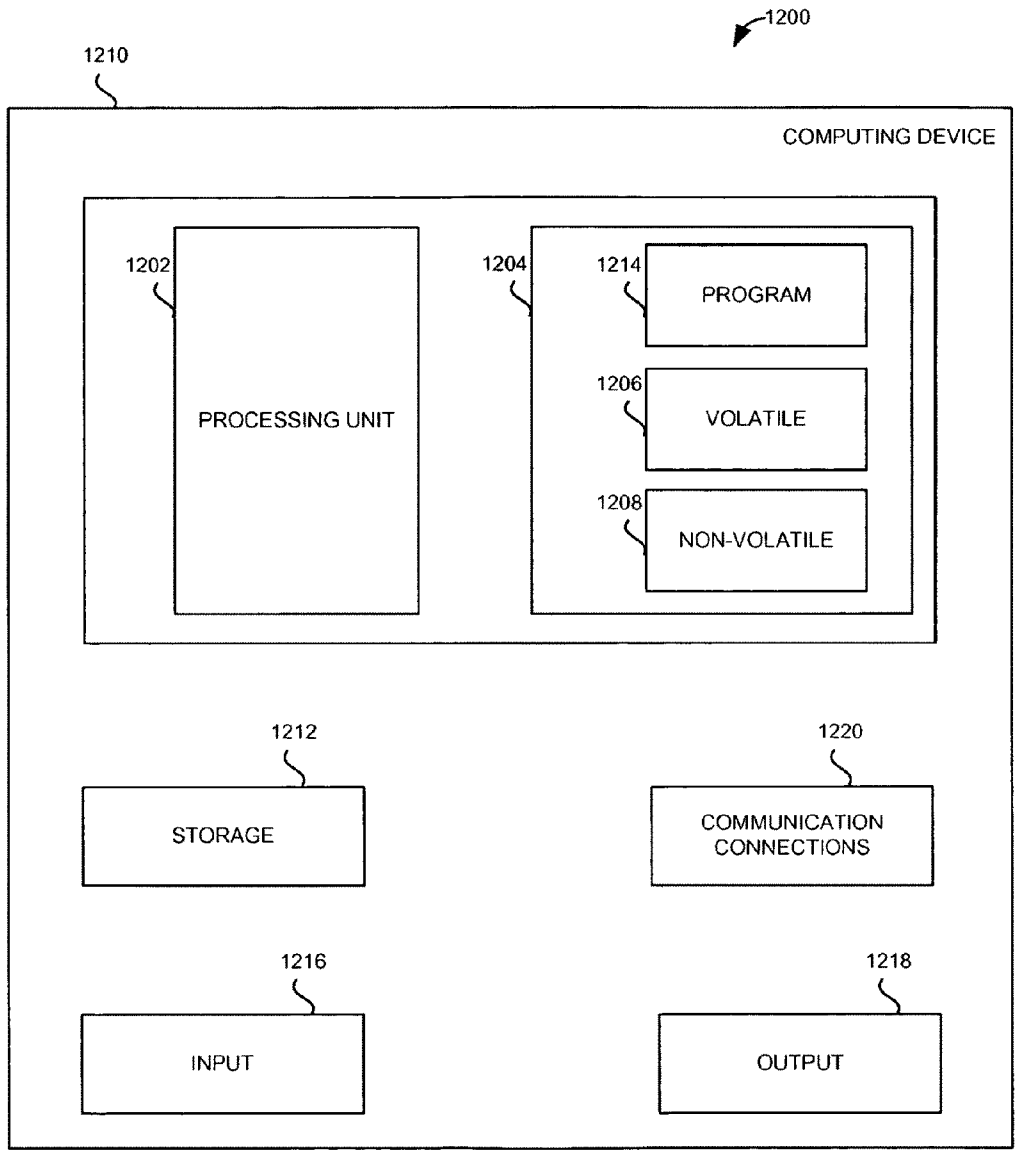 1200
1210
COMPUTING DEVICE
1202
1204
1214
PROGRAM
1206
VOLATILE
PROCESSING UNIT
1208
NON-VOLATILE
1212
1220
STORAGE
COMMUNICATION
CONNECTIONS
1216
1218
INPUT
OUTPUT